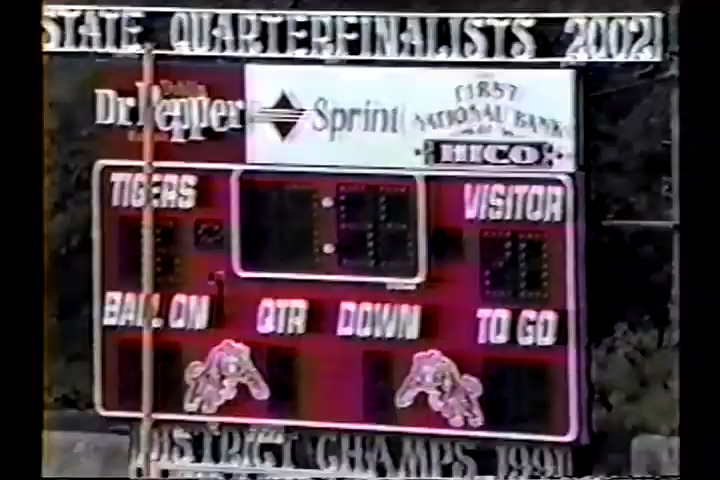 STATE QUARTERFINALISTS 2002
Dublin
Dr Pepper
Sprint
FIRST
NATIONAL BANK
HICO
TIGERS
VISITOR
BALL ON QTR DOWN TO GO
DISTRICT CHAMPS 1991